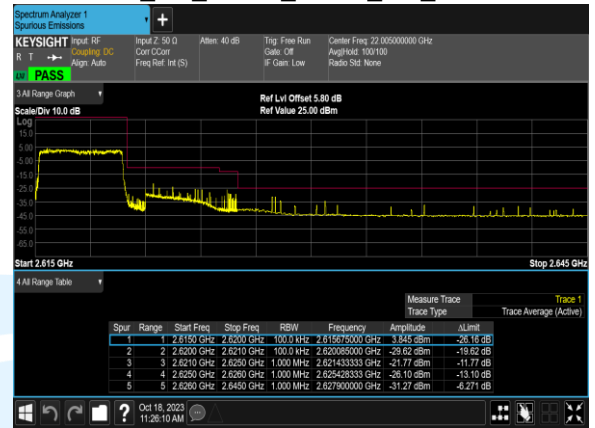 Spectrum Analyzer 1
Spurious Emissions
KEYSIGHT Input: RF Input Z: 50 Ω Atten: 40 dB Trig: Free Run Center Freq: 22.005000000 GHz
Coupling: DC Corr CCorr Gate: Off Avg|Hold: 100/100
R T Align: Auto Freq Ref: Int (S) IF Gain: Low Radio Std: None
PASS
3 All Range Graph
Ref Lvl Offset 5.80 dB
Scale/Div 10.0 dB Ref Value 25.00 dBm
Log
15.0
5.00
-5.00
-15.0
-25.0
-35.0
-45.0
-55.0
-65.0
Start 2.615 GHz Stop 2.645 GHz
4 All Range Table
Measure Trace Trace 1
Trace Type Trace Average (Active)
Spur Range Start Freq Stop Freq RBW Frequency Amplitude ΔLimit
1 1 2.6150 GHz 2.6200 GHz 100.0 kHz 2.615675000 GHz 3.845 dBm -26.16 dB
2 2 2.6200 GHz 2.6210 GHz 100.0 kHz 2.620085000 GHz -29.62 dBm -19.62 dB
3 3 2.6210 GHz 2.6250 GHz 1.000 MHz 2.621433333 GHz -21.77 dBm -11.77 dB
4 4 2.6250 GHz 2.6260 GHz 1.000 MHz 2.625428333 GHz -26.10 dBm -13.10 dB
5 5 2.6260 GHz 2.6450 GHz 1.000 MHz 2.627900000 GHz -31.27 dBm -6.271 dB
Oct 18, 2023
11:26:10 AM